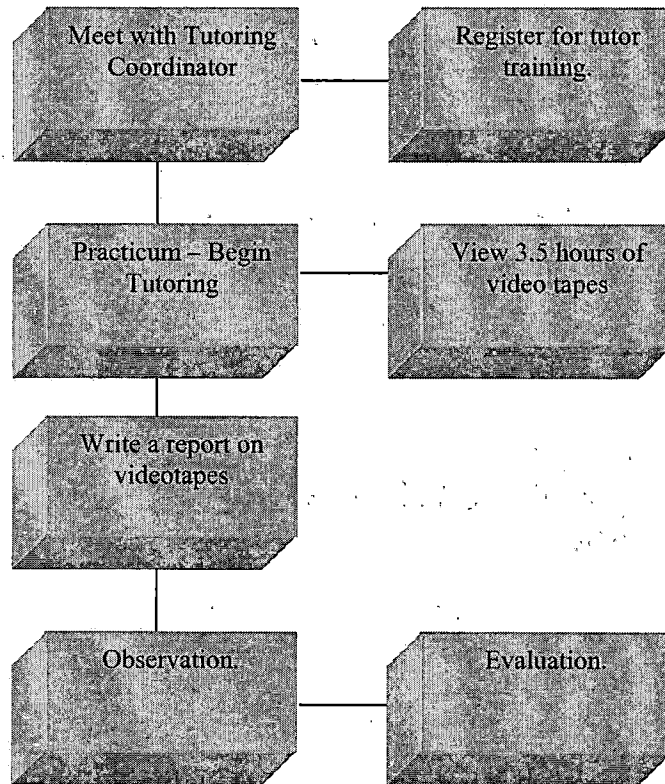 Meet with Tutoring
Coordinator
Register for tutor
training.
Practicum – Begin
Tutoring
View 3.5 hours of
video tapes
Write a report on
videotapes
Observation.
Evaluation.